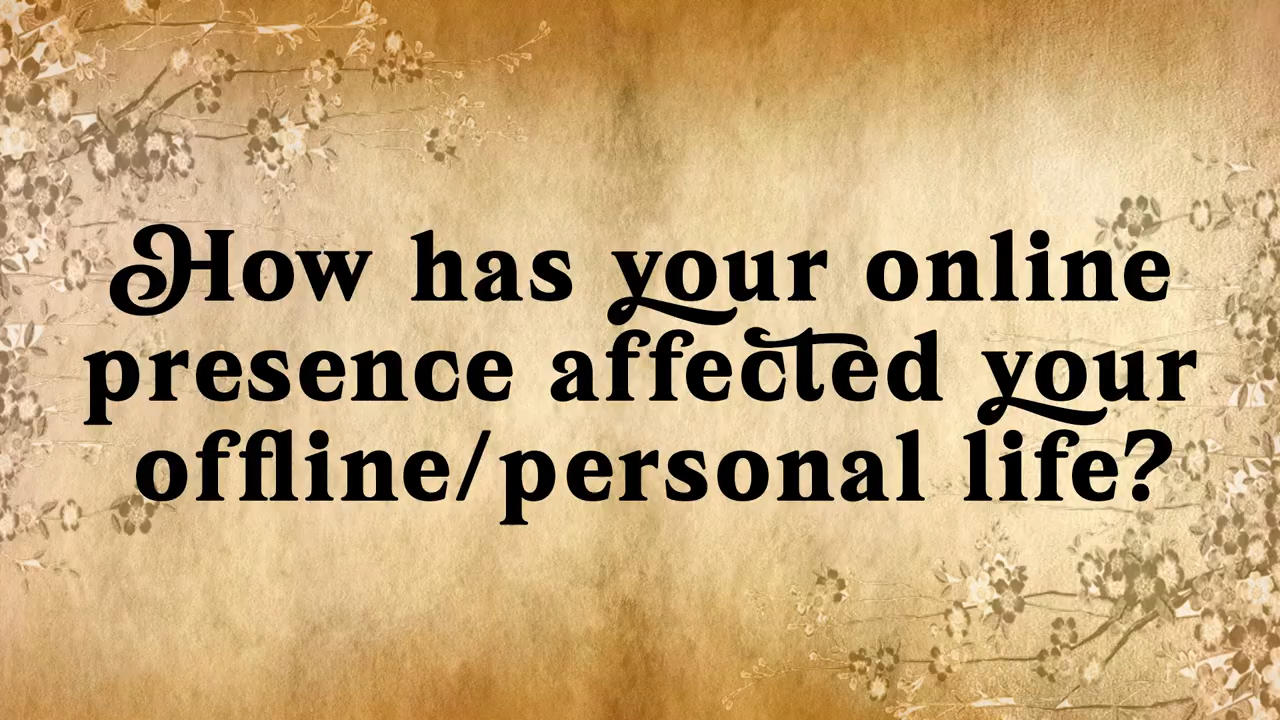 How has your online
presence affected your
offline/personal life?